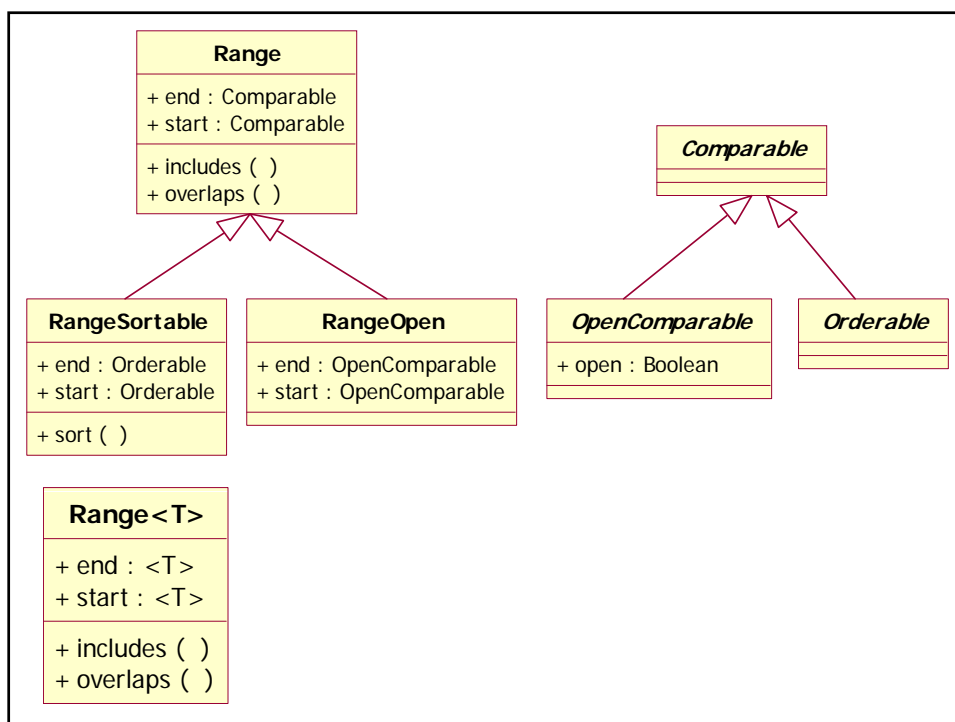 Range
+ end : Comparable
+ start : Comparable
+ includes ( )
+ overlaps ( )
Comparable
RangeSortable
+ end : Orderable
+ start : Orderable
+ sort ( )
RangeOpen
+ end : OpenComparable
+ start : OpenComparable
OpenComparable
+ open : Boolean
Orderable
Range<T>
+ end : <T>
+ start : <T>
+ includes ( )
+ overlaps ( )